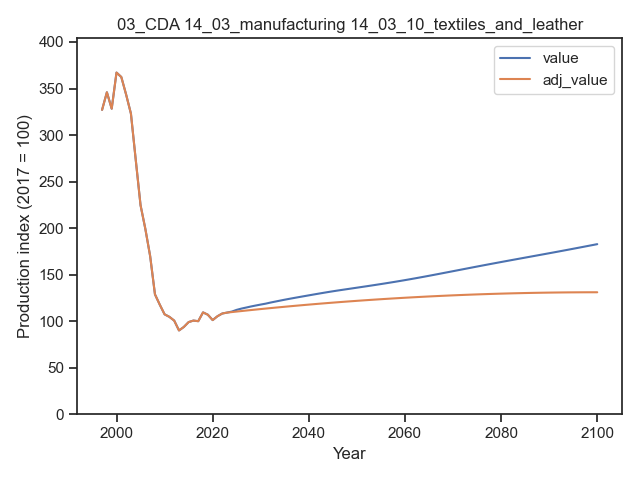 03_CDA 14_03_manufacturing 14_03_10_textiles_and_leather
value
adj_value
Production index (2017 = 100)
400
350
300
250
200
150
100
50
0
2000 2020 2040 2060 2080 2100
Year